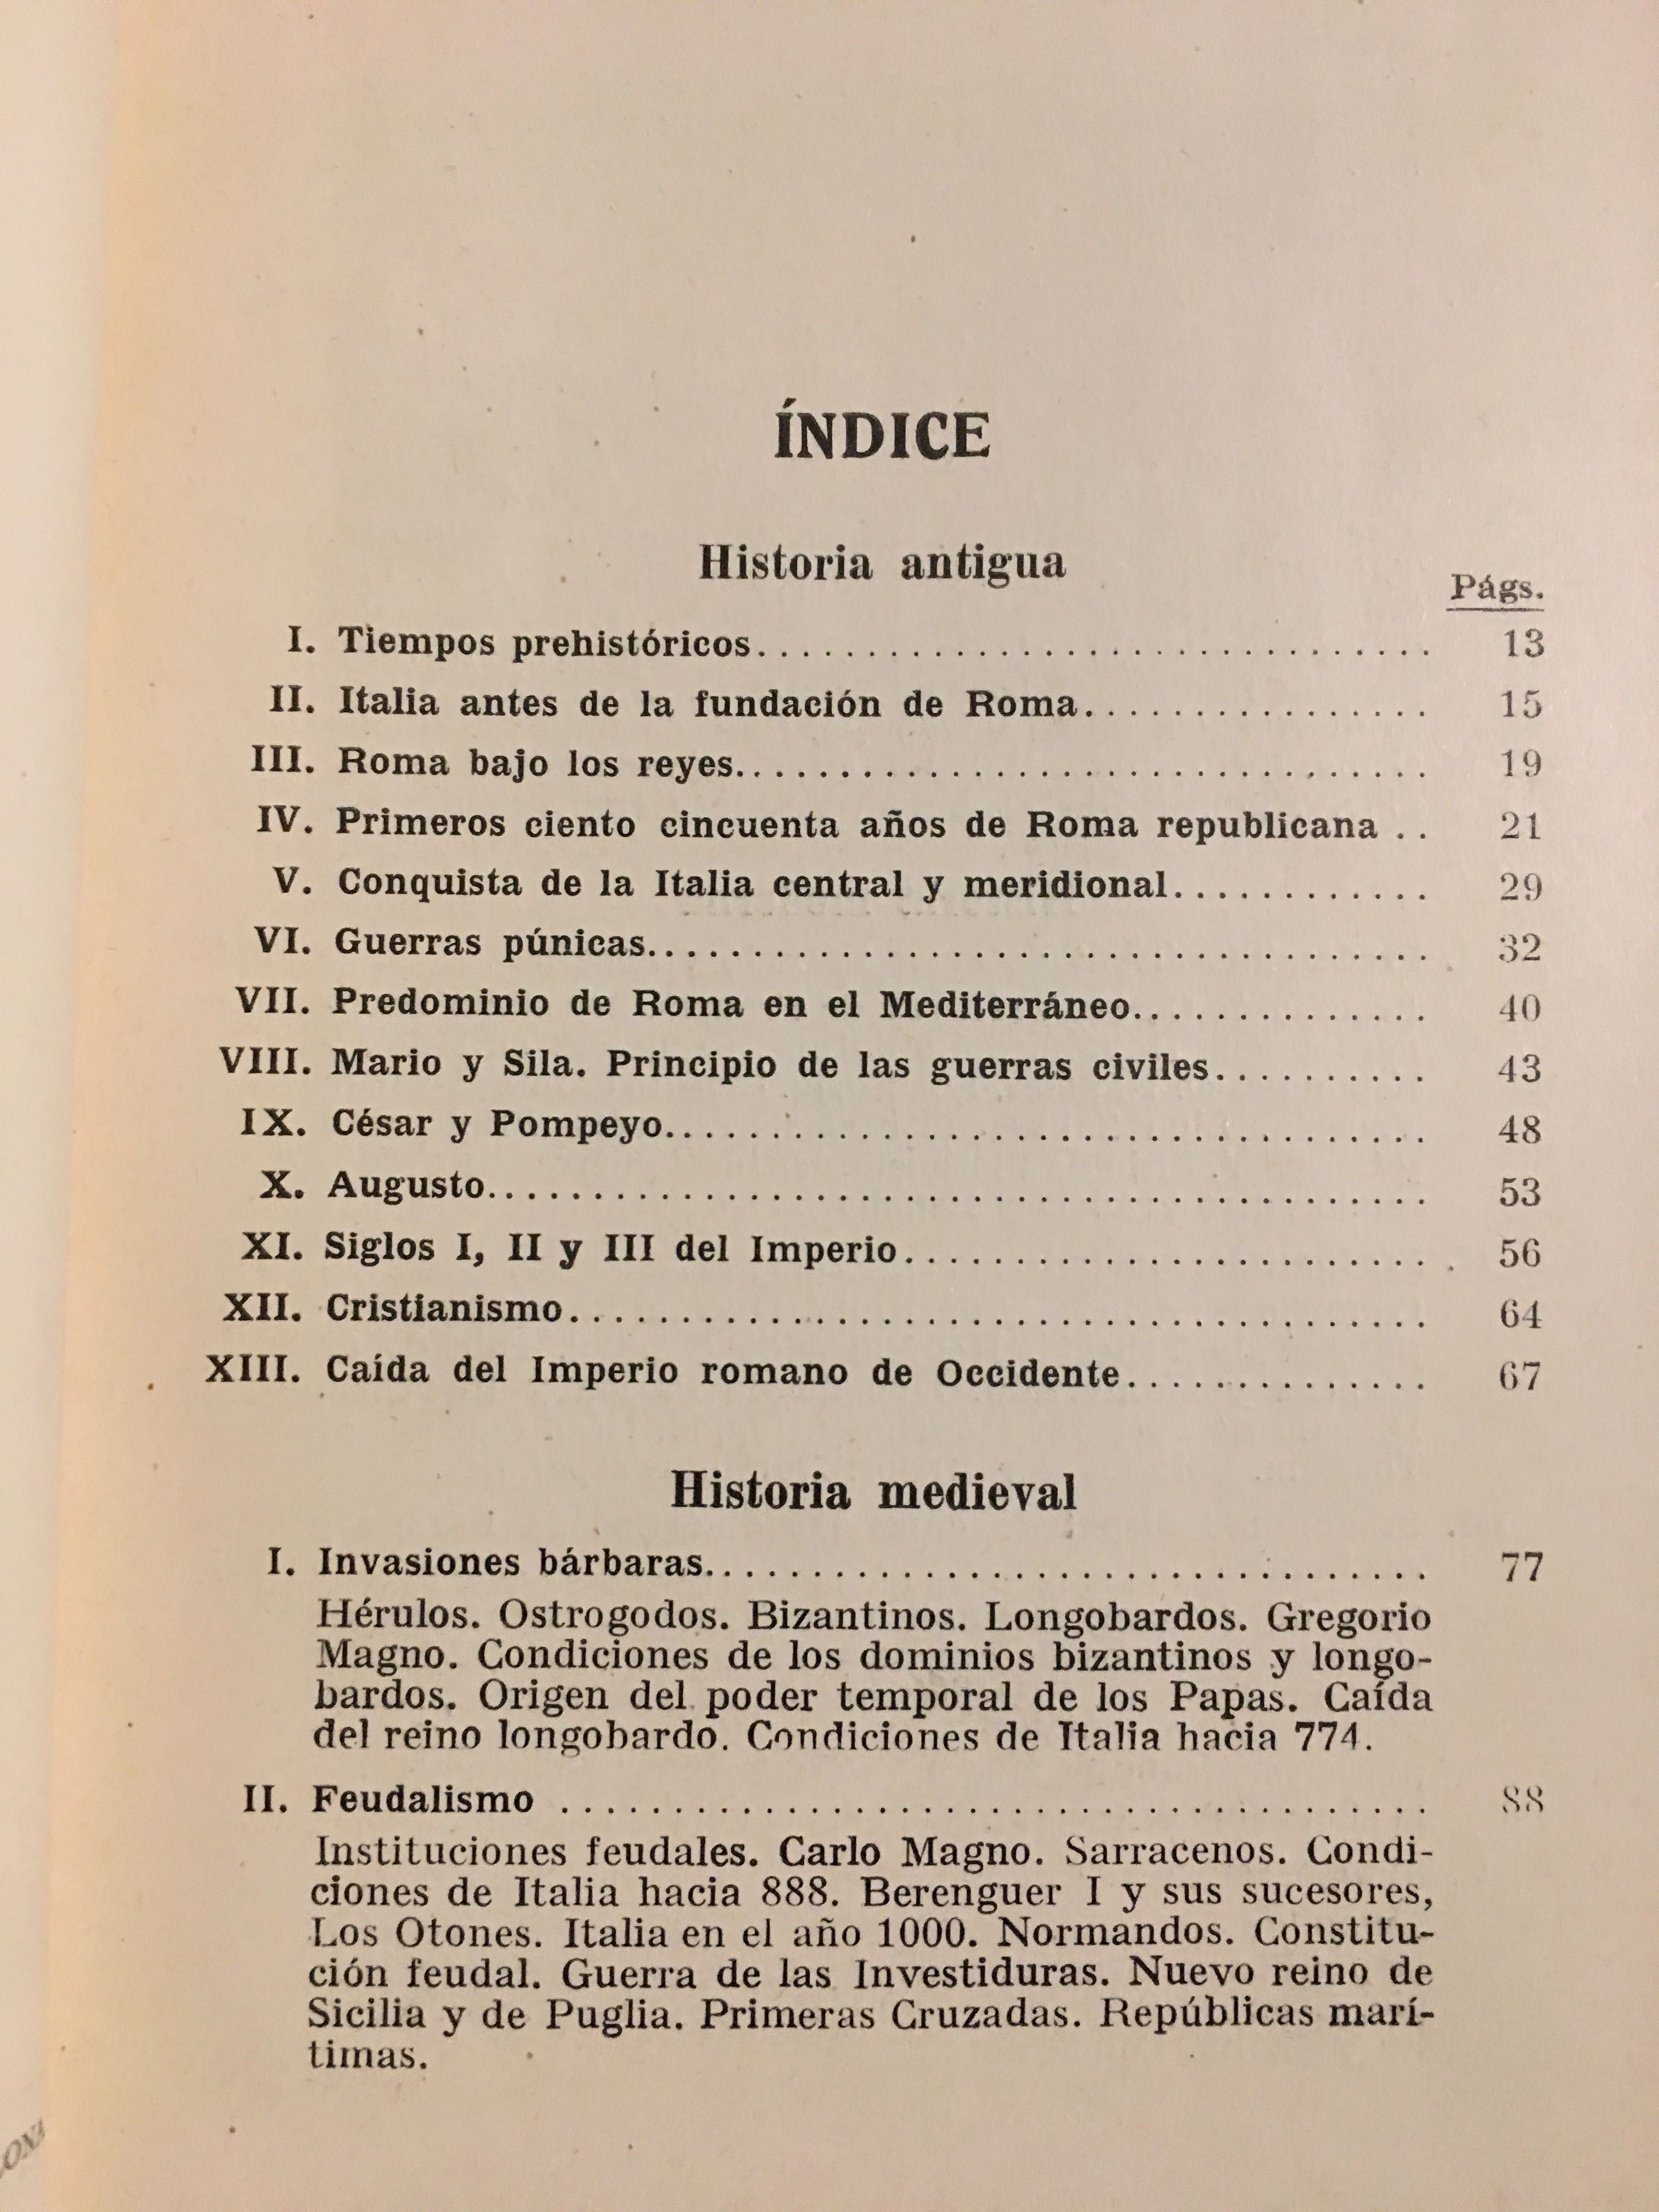 ÍNDICE
Historia antigua
Págs.
I. Tiempos prehistóricos. . . . . . . . . . . . . . . . . . . . . . . . . . . . . . 13
II. Italia antes de la fundación de Roma. . . . . . . . . . . . . . . . 15
III. Roma bajo los reyes. . . . . . . . . . . . . . . . . . . . . . . . . . . . . . . 19
IV. Primeros ciento cincuenta años de Roma republicana . . 21
V. Conquista de la Italia central y meridional. . . . . . . . . . . . 29
VI. Guerras púnicas. . . . . . . . . . . . . . . . . . . . . . . . . . . . . . . . . . . 32
VII. Predominio de Roma en el Mediterráneo. . . . . . . . . . . . . . 40
VIII. Mario y Sila. Principio de las guerras civiles. . . . . . . . . . 43
IX. César y Pompeyo. . . . . . . . . . . . . . . . . . . . . . . . . . . . . . . . . . 48
X. Augusto. . . . . . . . . . . . . . . . . . . . . . . . . . . . . . . . . . . . . . . . . . 53
XI. Siglos I, II y III del Imperio. . . . . . . . . . . . . . . . . . . . . . . . 56
XII. Cristianismo. . . . . . . . . . . . . . . . . . . . . . . . . . . . . . . . . . . . . . 64
XIII. Caída del Imperio romano de Occidente. . . . . . . . . . . . . . 67
Historia medieval
I. Invasiones bárbaras. . . . . . . . . . . . . . . . . . . . . . . . . . . . . . . . 77
Hérulos. Ostrogodos. Bizantinos. Longobardos. Gregorio
Magno. Condiciones de los dominios bizantinos y longo-
bardos. Origen del poder temporal de los Papas. Caída
del reino longobardo. Condiciones de Italia hacia 774.
II. Feudalismo . . . . . . . . . . . . . . . . . . . . . . . . . . . . . . . . . . . . . . . 88
Instituciones feudales. Carlo Magno. Sarracenos. Condi-
ciones de Italia hacia 888. Berenguer I y sus sucesores,
Los Otones. Italia en el año 1000. Normandos. Constitu-
ción feudal. Guerra de las Investiduras. Nuevo reino de
Sicilia y de Puglia. Primeras Cruzadas. Repúblicas marí-
timas.